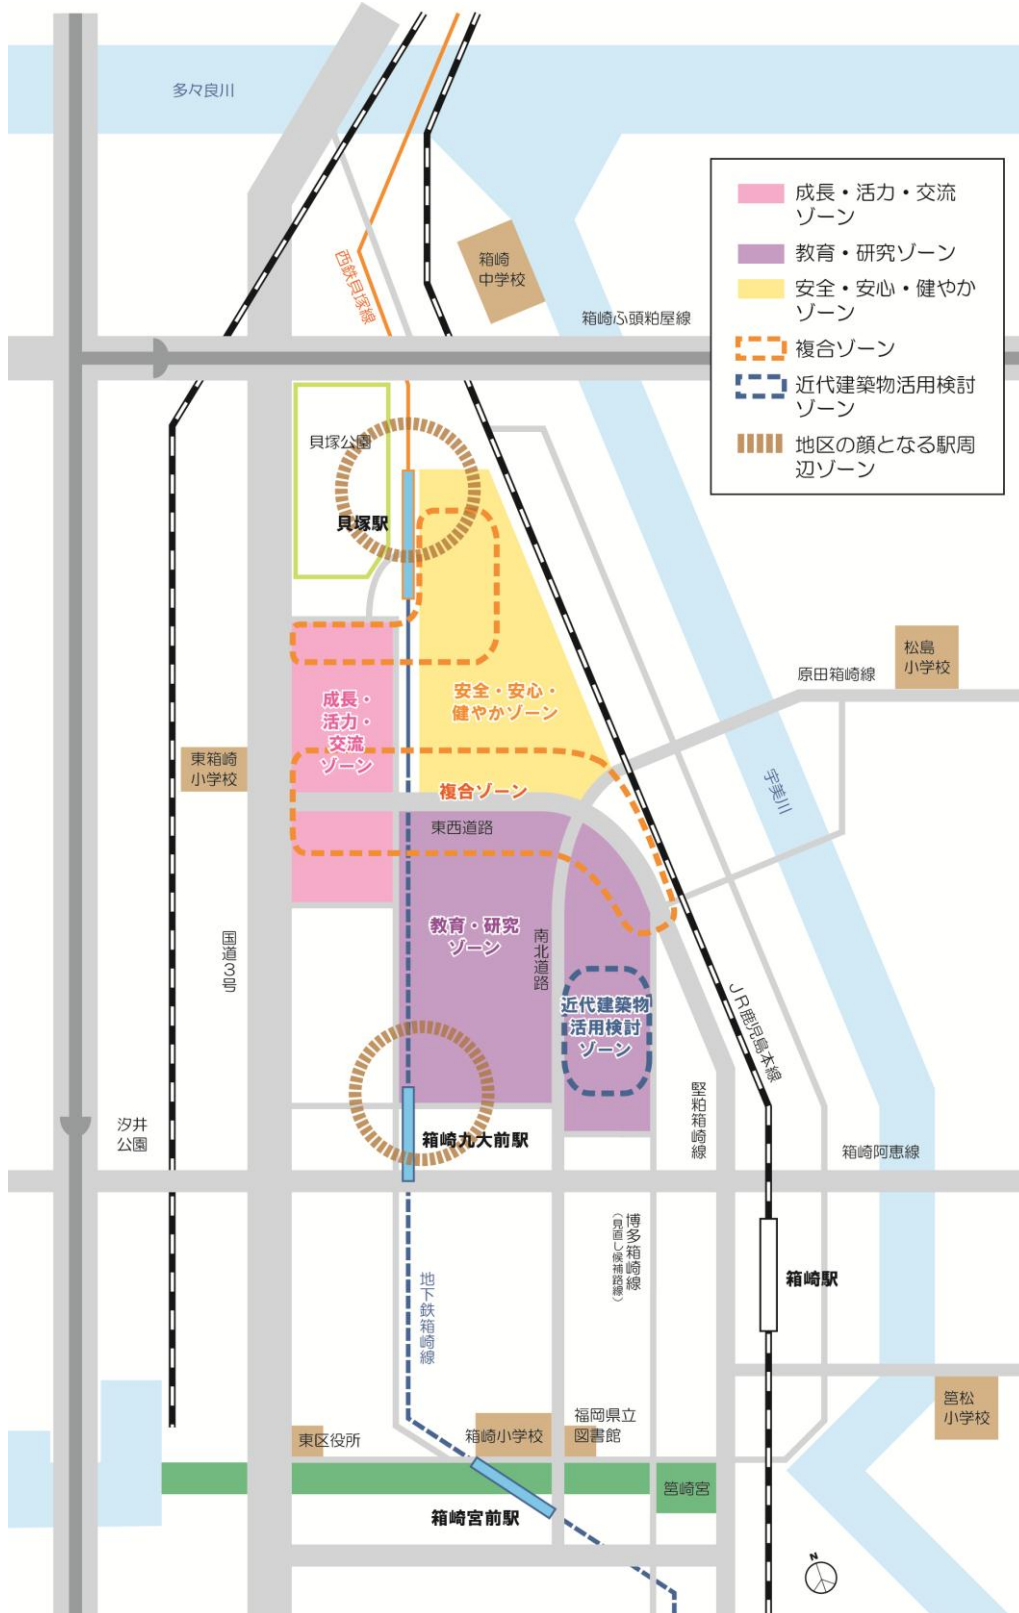 多々良川
成長・活力・交流
ゾーン
教育・研究ゾーン
安全・安心・健やか
ゾーン
複合ゾーン
近代建築物活用検討
ゾーン
地区の顔となる駅周
辺ゾーン
箱崎
中学校
西鉄貝塚線
箱崎ふ頭粕屋線
貝塚公園
貝塚駅
松島
小学校
原田箱崎線
成長・
活力・
交流
ゾーン
安全・安心・
健やかゾーン
東箱崎
小学校
複合ゾーン
宇美川
東西道路
教育・研究
ゾーン
国道3号
南北道路
近代建築物
活用検討
ゾーン
JR鹿児島本線
堅粕箱崎線
汐井
公園
箱崎九大前駅
箱崎阿恵線
博多箱崎線
(見直し候補路線)
箱崎駅
地下鉄箱崎線
筥松
小学校
東区役所
箱崎小学校
福岡県立
図書館
筥崎宮
箱崎宮前駅
N